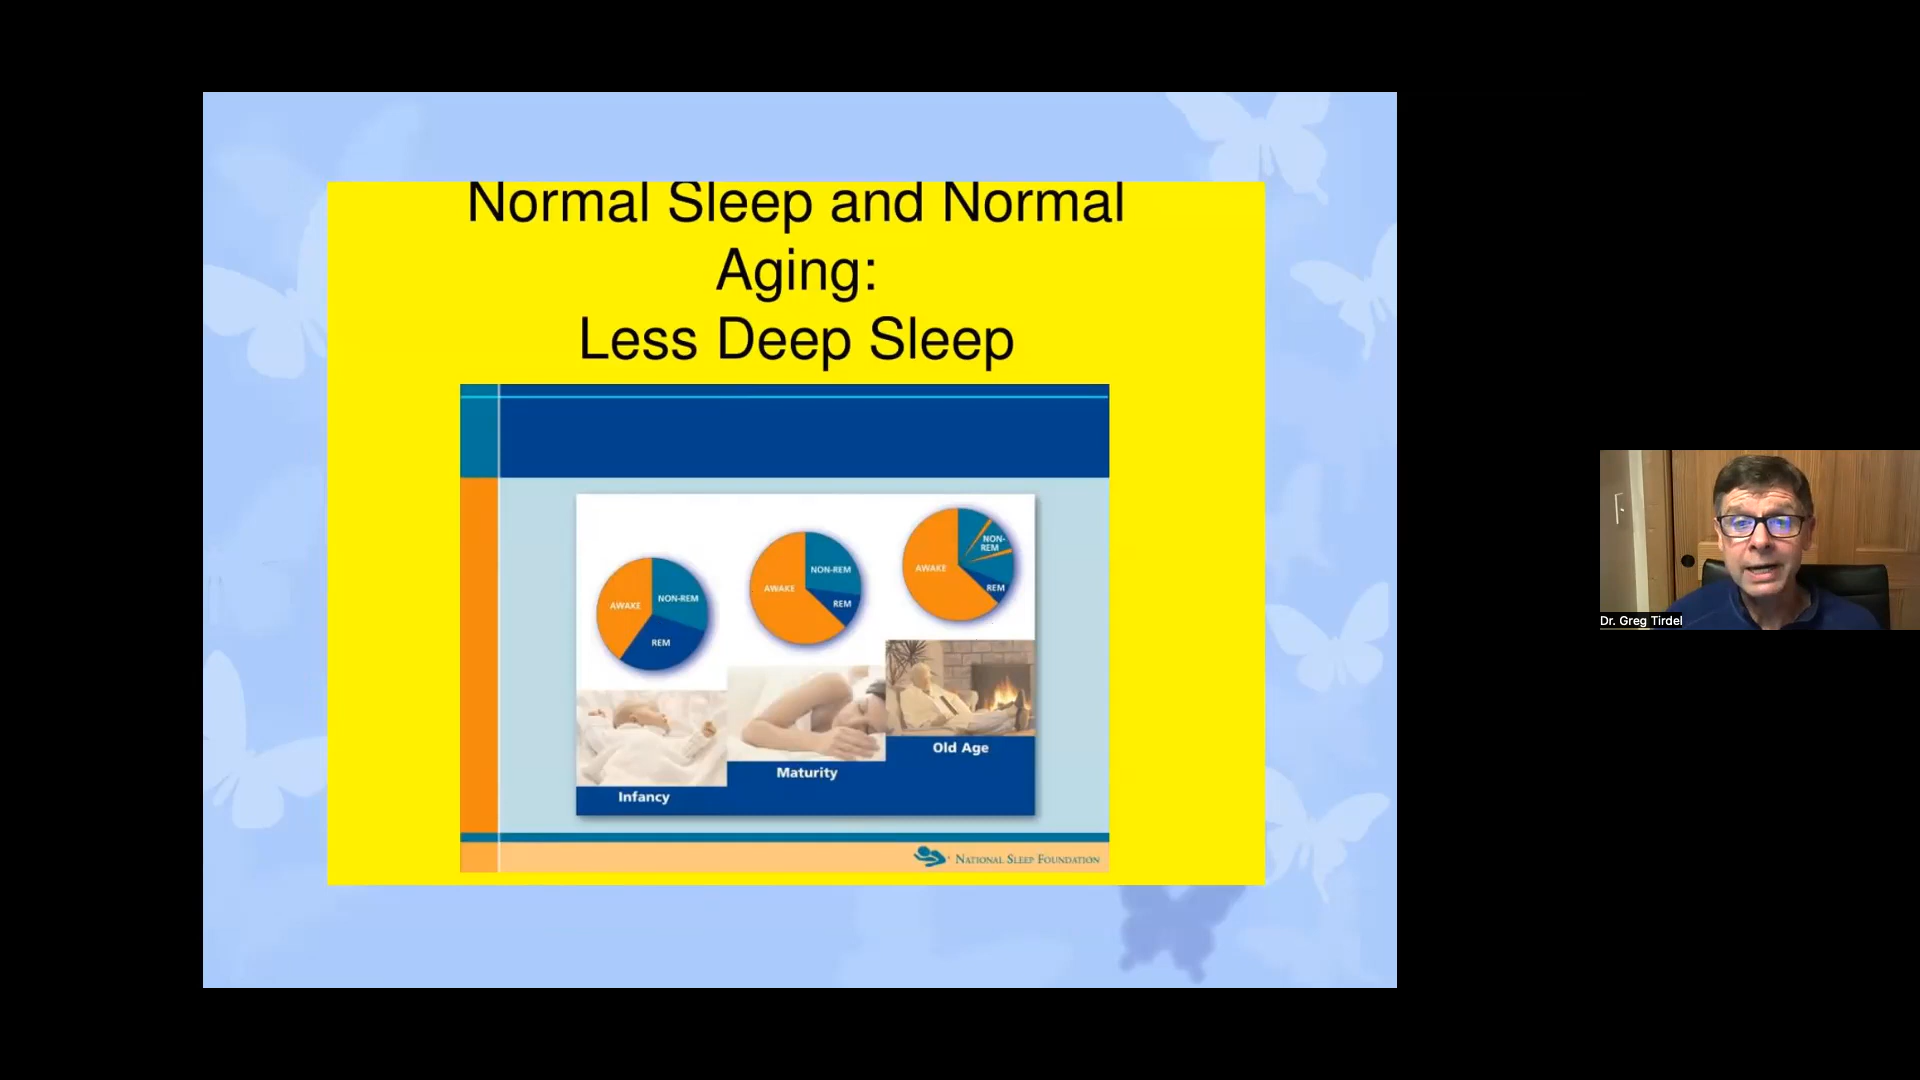 Normal Sleep and Normal
Aging:
Less Deep Sleep
AWAKE
NON-REM
REM
AWAKE
NON-REM
REM
AWAKE
NON-
REM
REM
Infancy
Maturity
Old Age
NATIONAL SLEEP FOUNDATION
Dr. Greg Tirdel